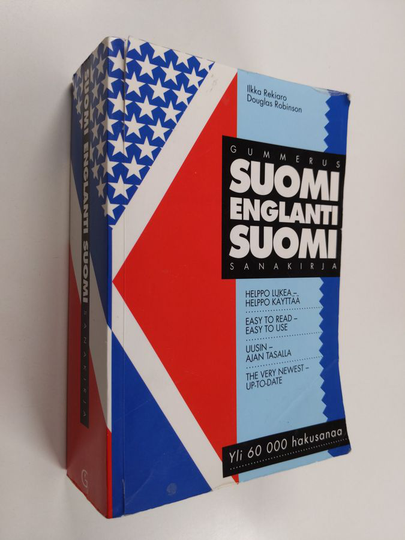 SUOMI ENGLANTI SUOMI
SANAKIRJA
Ilkka Rekiaro
Douglas Robinson
GUMMERUS
SUOMI
ENGLANTI
SUOMI
SANAKIRJA
HELPPO LUKEA –
HELPPO KÄYTTÄÄ
EASY TO READ –
EASY TO USE
UUSIN –
AJAN TASALLA
THE VERY NEWEST –
UP-TO-DATE
Yli 60 000 hakusanaa